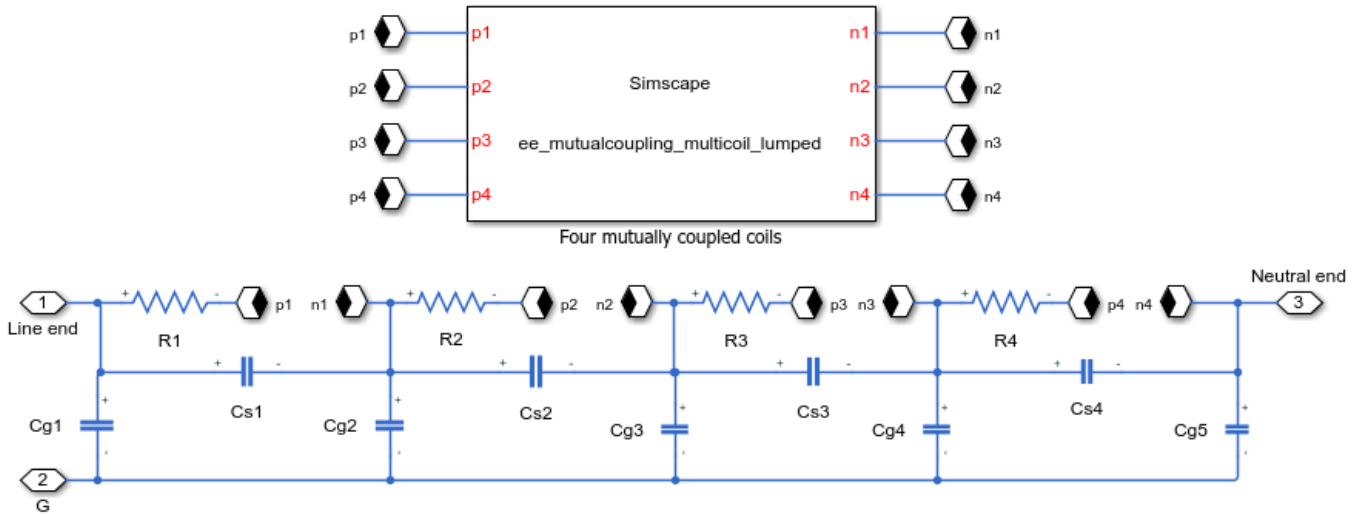 p1 p1 n1 n1
p2 p2 Simscape n2 n2
p3 p3 ee_mutualcoupling_multicoil_lumped n3 n3
p4 p4 n4 n4
Four mutually coupled coils
Neutral end
1 + - p1 n1 + - p2 n2 + - p3 n3 + - p4 n4 3
Line end
R1 R2 R3 R4
+ - + - + - + -
Cs1 Cs2 Cs3 Cs4
+ + + + +
Cg1 Cg2 Cg3 Cg4 Cg5
- - - - -
2
G